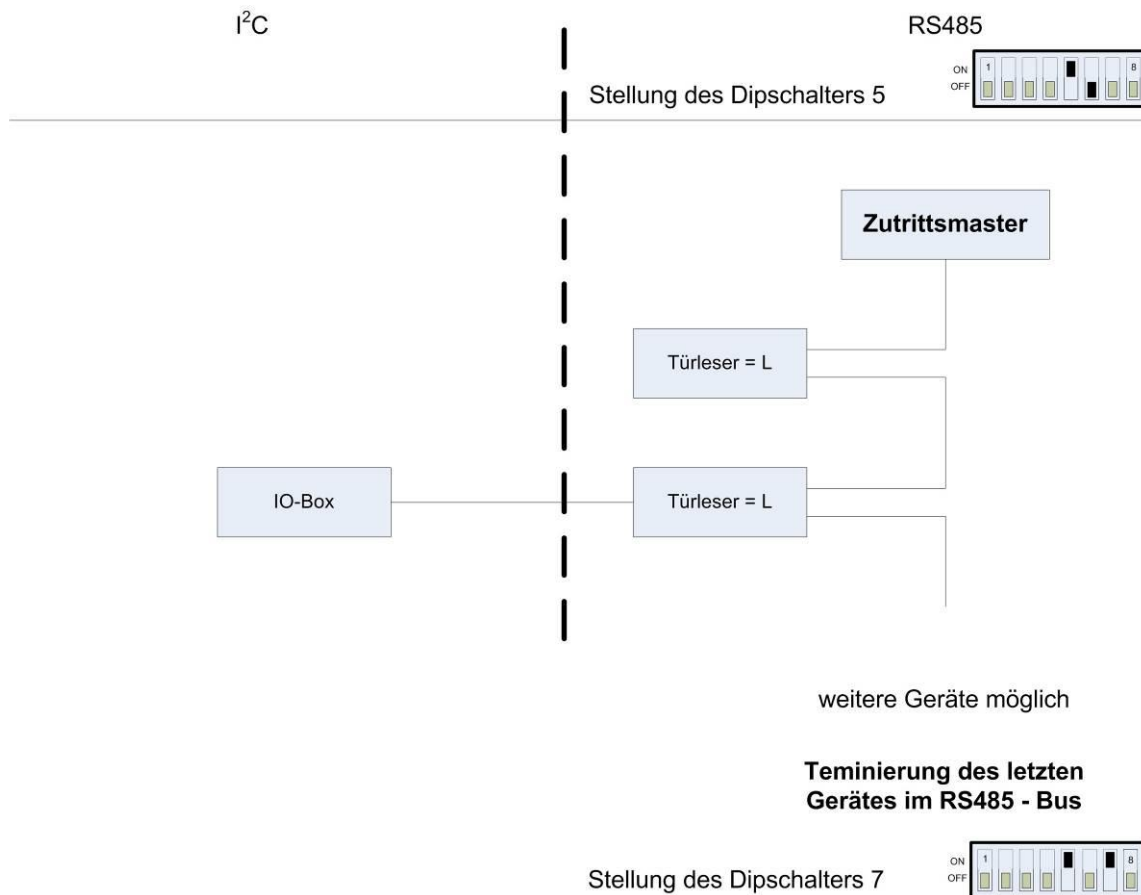 I²C
RS485
Stellung des Dipschalters 5
ON 1 8
OFF
Zutrittsmaster
Türleser = L
IO-Box
Türleser = L
weitere Geräte möglich
Teminierung des letzten
Gerätes im RS485 - Bus
Stellung des Dipschalters 7
ON 1 8
OFF